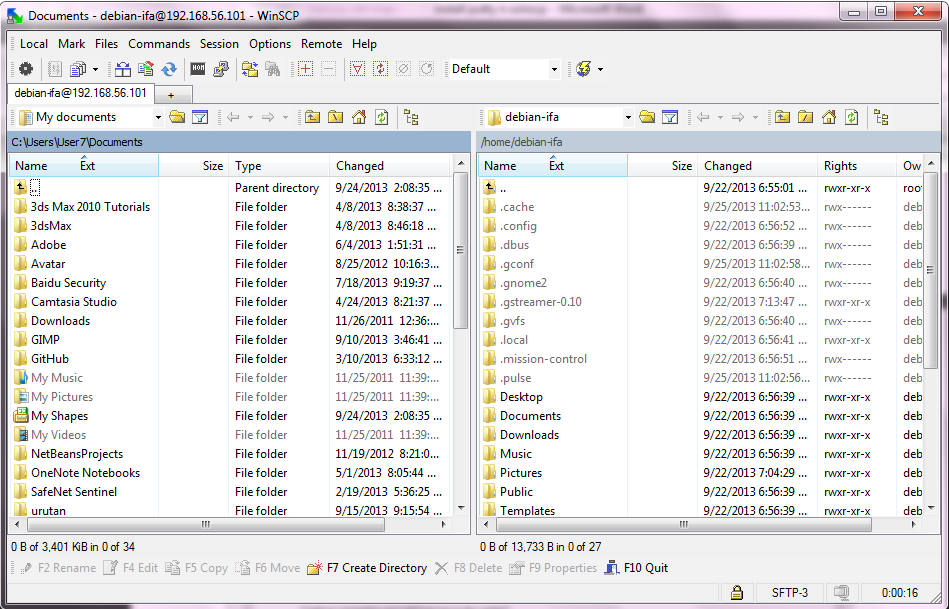 Documents - debian-ifa@192.168.56.101 - WinSCP
Local Mark Files Commands Session Options Remote Help
Default
debian-ifa@192.168.56.101 +
My documents
debian-ifa
C:\Users\User7\Documents
/home/debian-ifa
Name Ext Size Type Changed
.. Parent directory 9/24/2013 2:08:35 ...
3ds Max 2010 Tutorials File folder 4/8/2013 8:38:37 ...
3dsMax File folder 4/8/2013 8:46:18 ...
Adobe File folder 6/4/2013 1:51:31 ...
Avatar File folder 8/25/2012 10:16:3...
Baidu Security File folder 7/18/2013 9:19:37 ...
Camtasia Studio File folder 4/24/2013 8:21:37 ...
Downloads File folder 11/26/2011 12:36:...
GIMP File folder 9/10/2013 3:46:41 ...
GitHub File folder 3/10/2013 6:33:12 ...
My Music File folder 11/25/2011 11:39:...
My Pictures File folder 11/25/2011 11:39:...
My Shapes File folder 9/24/2013 2:08:35 ...
My Videos File folder 11/25/2011 11:39:...
NetBeansProjects File folder 11/19/2012 8:21:0...
OneNote Notebooks File folder 5/1/2013 8:05:44 ...
SafeNet Sentinel File folder 2/19/2013 5:36:25 ...
urutan File folder 9/15/2013 9:15:54 ...
Name Ext Size Changed Rights Ow
.. 9/22/2013 6:55:01 ... rwxr-xr-x roo
.cache 9/25/2013 11:02:53... rwx------ deb
.config 9/22/2013 6:56:52 ... rwx------ deb
.dbus 9/22/2013 6:56:39 ... rwx------ deb
.gconf 9/25/2013 11:02:58... rwx------ deb
.gnome2 9/22/2013 6:56:40 ... rwx------ deb
.gstreamer-0.10 9/22/2013 7:13:47 ... rwxr-xr-x deb
.gvfs 9/22/2013 6:56:40 ... rwx------ deb
.local 9/22/2013 6:56:41 ... rwxr-xr-x deb
.mission-control 9/22/2013 6:56:51 ... rwxr-xr-x deb
.pulse 9/25/2013 11:02:56... rwx------ deb
Desktop 9/22/2013 6:56:39 ... rwxr-xr-x deb
Documents 9/22/2013 6:56:39 ... rwxr-xr-x deb
Downloads 9/22/2013 6:56:39 ... rwxr-xr-x deb
Music 9/22/2013 6:56:39 ... rwxr-xr-x deb
Pictures 9/22/2013 7:04:29 ... rwxr-xr-x deb
Public 9/22/2013 6:56:39 ... rwxr-xr-x deb
Templates 9/22/2013 6:56:39 ... rwxr-xr-x deb
0 B of 3,401 KiB in 0 of 34
0 B of 13,733 B in 0 of 27
F2 Rename F4 Edit F5 Copy F6 Move F7 Create Directory F8 Delete F9 Properties F10 Quit
SFTP-3 0:00:16